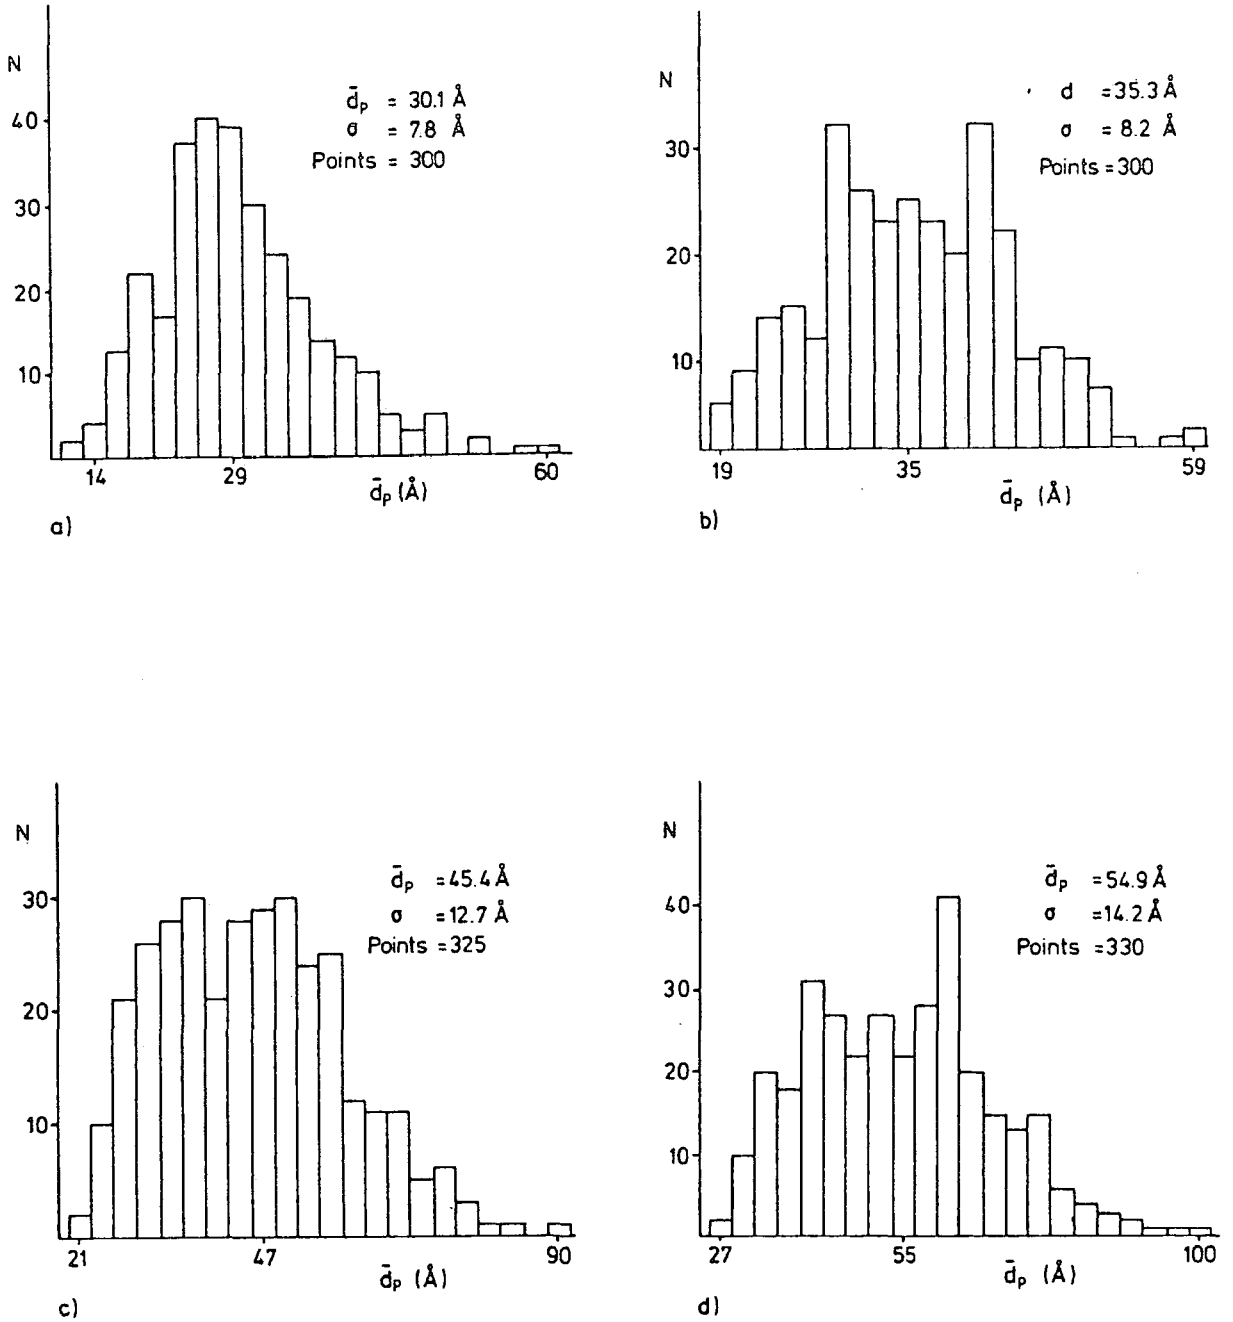 N
d̄p = 30.1 Å
σ = 7.8 Å
Points = 300
40
30
20
10
14 29 60
d̄p (Å)
a)
N
d = 35.3 Å
σ = 8.2 Å
Points = 300
30
20
10
19 35 59
d̄p (Å)
b)
N
d̄p = 45.4 Å
σ = 12.7 Å
Points = 325
30
20
10
21 47 90
d̄p (Å)
c)
N
d̄p = 54.9 Å
σ = 14.2 Å
Points = 330
40
30
20
10
27 55 100
d̄p (Å)
d)